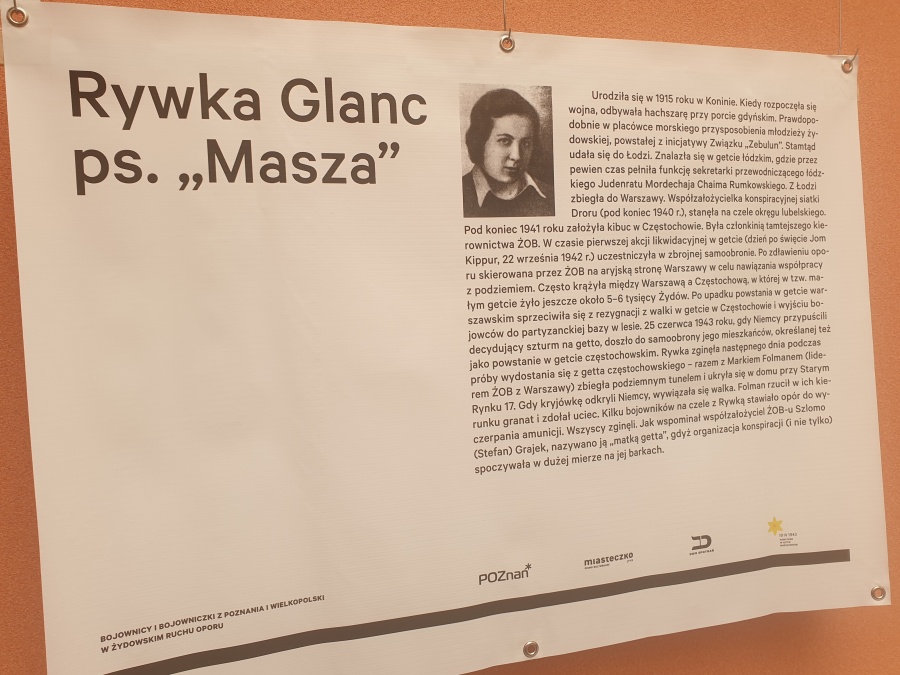 Rywka Glanc
ps. „Masza”
Urodziła się w 1915 roku w Koninie. Kiedy rozpoczęła się
wojna, odbywała hachszarę przy porcie gdyńskim. Prawdopo-
dobnie w placówce morskiego przysposobienia młodzieży ży-
dowskiej, powstałej z inicjatywy Związku „Zebulun”. Stamtąd
udała się do Łodzi. Znalazła się w getcie łódzkim, gdzie przez
pewien czas pełniła funkcję sekretarki przewodniczącego łódz-
kiego Judenratu Mordechaja Chaima Rumkowskiego. Z Łodzi
zbiegła do Warszawy. Współzałożycielka konspiracyjnej siatki
Droru (pod koniec 1940 r.), stanęła na czele okręgu lubelskiego.
Pod koniec 1941 roku założyła kibuc w Częstochowie. Była członkinią tamtejszego kie-
rownictwa ŻOB. W czasie pierwszej akcji likwidacyjnej w getcie (dzień po święcie Jom
Kippur, 22 września 1942 r.) uczestniczyła w zbrojnej samoobronie. Po zdławieniu opo-
ru skierowana przez ŻOB na aryjską stronę Warszawy w celu nawiązania współpracy
z podziemiem. Często krążyła między Warszawą a Częstochową, w której w tzw. ma-
łym getcie żyło jeszcze około 5-6 tysięcy Żydów. Po upadku powstania w getcie war-
szawskim sprzeciwiła się z rezygnacji z walki w getcie w Częstochowie i wyjściu bo-
jowców do partyzanckiej bazy w lesie. 25 czerwca 1943 roku, gdy Niemcy przypuścili
decydujący szturm na getto, doszło do samoobrony jego mieszkańców, określanej też
jako powstanie w getcie częstochowskim. Rywka zginęła następnego dnia podczas
próby wydostania się z getta częstochowskiego – razem z Markiem Folmanem (lide-
rem ŻOB z Warszawy) zbiegła podziemnym tunelem i ukryła się w domu przy Starym
Rynku 17. Gdy kryjówkę odkryli Niemcy, wywiązała się walka. Folman rzucił w ich kie-
runku granat i zdołał uciec. Kilku bojowników na czele z Rywką stawiało opór do wy-
czerpania amunicji. Wszyscy zginęli. Jak wspominał współzałożyciel ŻOB-u Szlomo
(Stefan) Grajek, nazywano ją „matką getta”, gdyż organizacja konspiracji (i nie tylko)
spoczywała w dużej mierze na jej barkach.
POZnań*
miasteczko
BOJOWNICY I BOJOWNICZKI Z POZNANIA I WIELKOPOLSKI
W ŻYDOWSKIM RUCHU OPORU